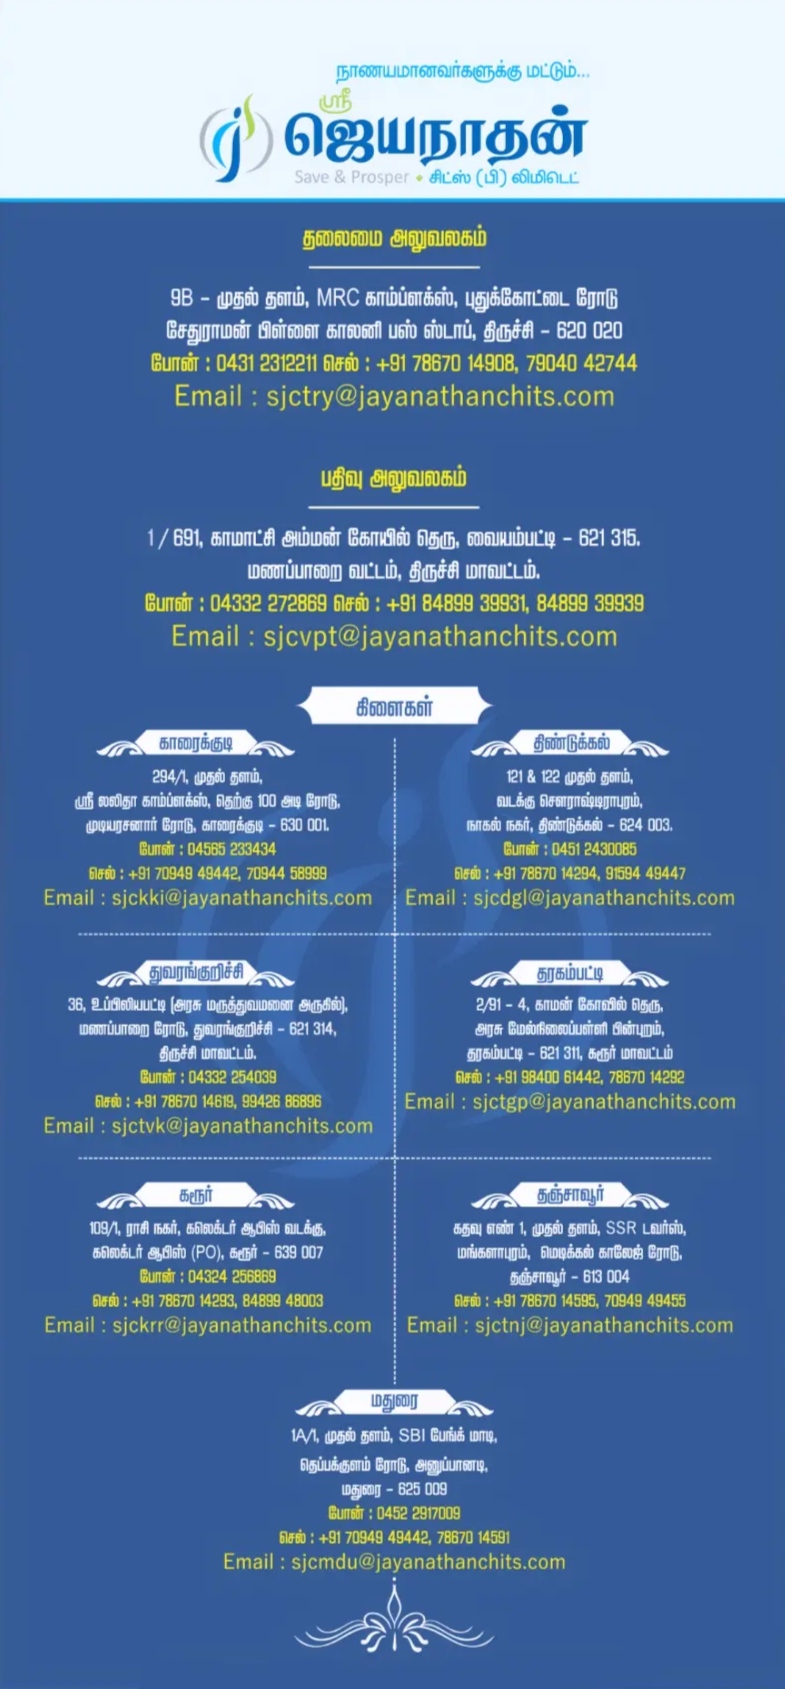 நாணயமானவர்களுக்கு மட்டும்...
ஸ்ரீ
ஜெயநாதன்
Save & Prosper • சிட்ஸ் (பி) லிமிடெட்
தலைமை அலுவலகம்
9B - முதல் தளம், MRC காம்ப்ளக்ஸ், புதுக்கோட்டை ரோடு
சேதுராமன் பிள்ளை காலனி பஸ் ஸ்டாப், திருச்சி - 620 020
போன் : 0431 2312211 செல் : +91 78670 14908, 79040 42744
Email : sjctry@jayanathanchits.com
பதிவு அலுவலகம்
1 / 691, காமாட்சி அம்மன் கோயில் தெரு, வையம்பட்டி - 621 315.
மணப்பாறை வட்டம், திருச்சி மாவட்டம்.
போன் : 04332 272869 செல் : +91 84899 39931, 84899 39939
Email : sjcvpt@jayanathanchits.com
கிளைகள்
காரைக்குடி
294/1, முதல் தளம்,
ஸ்ரீ லலிதா காம்ப்ளக்ஸ், தெற்கு 100 அடி ரோடு,
முடியரசனார் ரோடு, காரைக்குடி - 630 001.
போன் : 04565 233434
செல் : +91 70949 49442, 70944 58999
Email : sjckki@jayanathanchits.com
திண்டுக்கல்
121 & 122 முதல் தளம்,
வடக்கு சௌராஷ்டிராபுரம்,
நாகல் நகர், திண்டுக்கல் - 624 003.
போன் : 0451 2430085
செல் : +91 78670 14294, 91594 49447
Email : sjcdgl@jayanathanchits.com
துவரங்குறிச்சி
36, உப்பிலியபட்டி (அரசு மருத்துவமனை அருகில்),
மணப்பாறை ரோடு, துவரங்குறிச்சி - 621 314,
திருச்சி மாவட்டம்.
போன் : 04332 254039
செல் : +91 78670 14619, 99426 86896
Email : sjctvk@jayanathanchits.com
தரகம்பட்டி
2/91 - 4, காமன் கோவில் தெரு,
அரசு மேல்நிலைப்பள்ளி பின்புறம்,
தரகம்பட்டி - 621 311, கரூர் மாவட்டம்
செல் : +91 98400 61442, 78670 14292
Email : sjctgp@jayanathanchits.com
கரூர்
109/1, ராசி நகர், கலெக்டர் ஆபிஸ் வடக்கு,
கலெக்டர் ஆபிஸ் (PO), கரூர் - 639 007
போன் : 04324 256869
செல் : +91 78670 14293, 84899 48003
Email : sjckrr@jayanathanchits.com
தஞ்சாவூர்
கதவு எண் 1, முதல் தளம், SSR டவர்ஸ்,
மங்களாபுரம், மெடிக்கல் காலேஜ் ரோடு,
தஞ்சாவூர் - 613 004
செல் : +91 78670 14595, 70949 49455
Email : sjctnj@jayanathanchits.com
மதுரை
1A/1, முதல் தளம், SBI பேங்க் மாடி,
தெப்பக்குளம் ரோடு, அனுப்பானடி,
மதுரை - 625 009
போன் : 0452 2917009
செல் : +91 70949 49442, 78670 14591
Email : sjcmdu@jayanathanchits.com